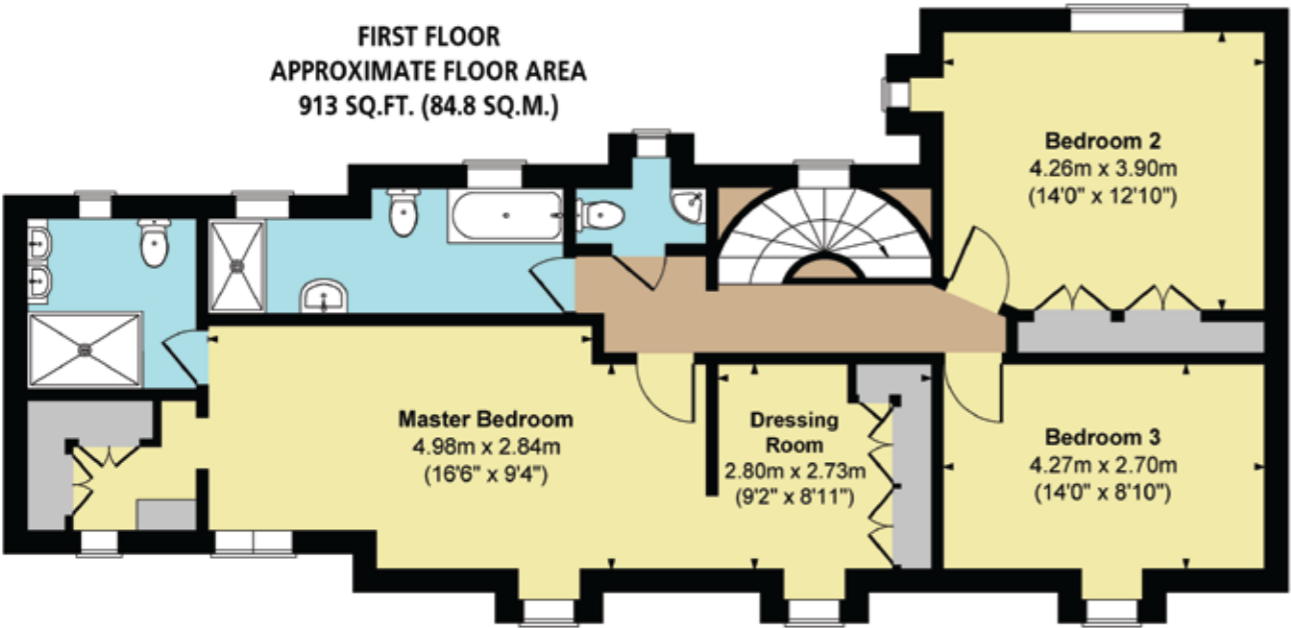 FIRST FLOOR
APPROXIMATE FLOOR AREA
913 SQ.FT. (84.8 SQ.M.)
Bedroom 2
4.26m x 3.90m
(14'0" x 12'10")
Master Bedroom
4.98m x 2.84m
(16'6" x 9'4")
Dressing
Room
2.80m x 2.73m
(9'2" x 8'11")
Bedroom 3
4.27m x 2.70m
(14'0" x 8'10")